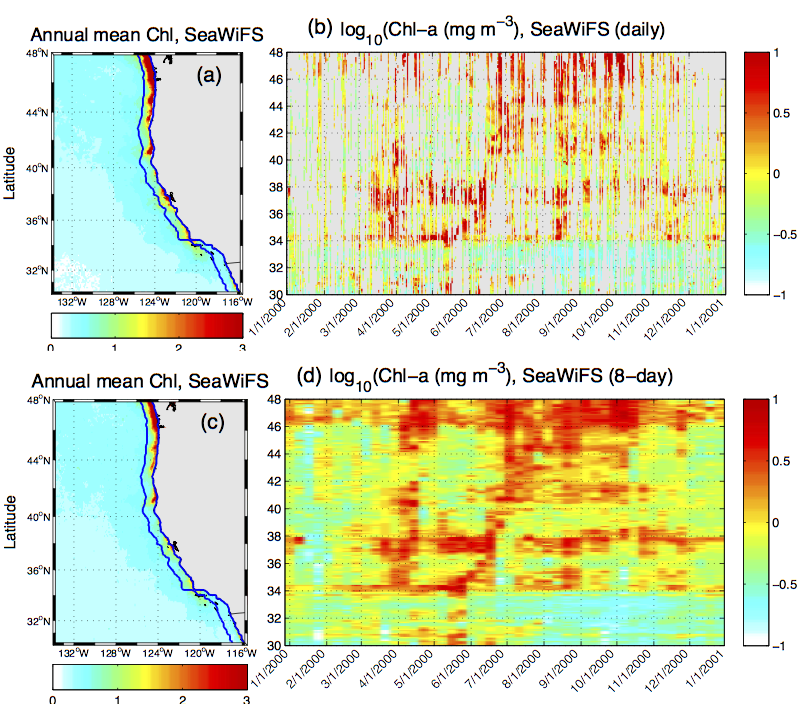 Annual mean Chl, SeaWiFS
(b) log10(Chl−a (mg m−3), SeaWiFS (daily)
(a)
Latitude
48°N
44°N
40°N
36°N
32°N
132°W 128°W 124°W 120°W 116°W
0 1 2 3
48
46
44
42
40
38
36
34
32
30
1/1/2000 2/1/2000 3/1/2000 4/1/2000 5/1/2000 6/1/2000 7/1/2000 8/1/2000 9/1/2000 10/1/2000 11/1/2000 12/1/2000 1/1/2001
1
0.5
0
−0.5
−1
Annual mean Chl, SeaWiFS
(d) log10(Chl−a (mg m−3), SeaWiFS (8−day)
(c)
Latitude
48°N
44°N
40°N
36°N
32°N
132°W 128°W 124°W 120°W 116°W
0 1 2 3
48
46
44
42
40
38
36
34
32
30
1/1/2000 2/1/2000 3/1/2000 4/1/2000 5/1/2000 6/1/2000 7/1/2000 8/1/2000 9/1/2000 10/1/2000 11/1/2000 12/1/2000 1/1/2001
1
0.5
0
−0.5
−1